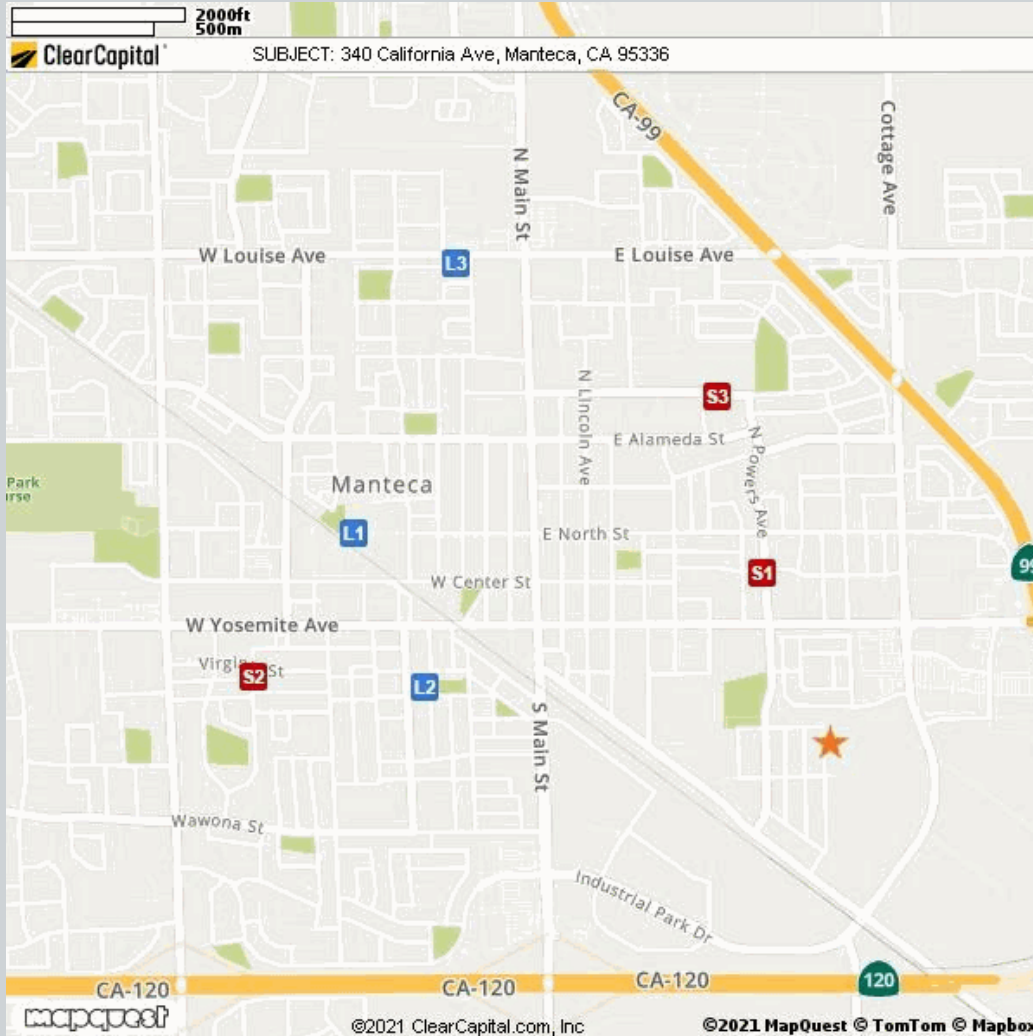 2000ft
500m
ClearCapital
SUBJECT: 340 California Ave, Manteca, CA 95336
CA-99
Cottage Ave
N Main St
W Louise Ave
L3
E Louise Ave
S3
N Lincoln Ave
E Alameda St
N Powers Ave
Park
Manteca
L1
E North St
99
S1
W Center St
W Yosemite Ave
S2
St
L2
S Main St
Wawona St
Industrial Park Dr
CA-120
CA-120
CA-120
120
mapquest
©2021 ClearCapital.com, Inc
©2021 MapQuest © TomTom © Mapbox